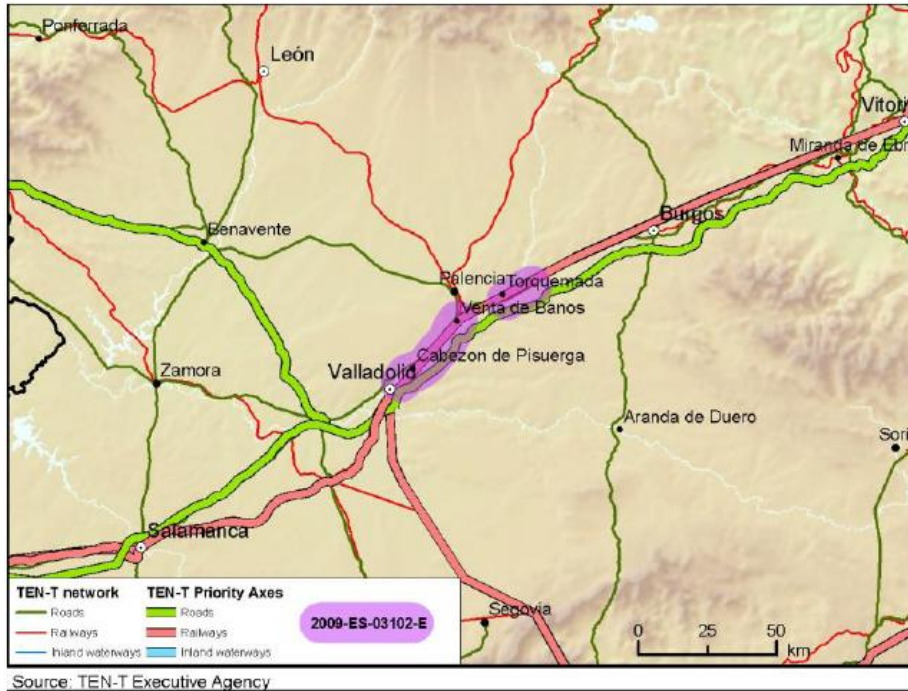 Ponferrada
León
Vitori
Miranda de Ebr
Burgos
Benavente
Palencia
Torquemada
Venta de Banos
Cabezon de Pisuerga
Valladolid
Zamora
Aranda de Duero
Sori
Salamanca
Segovia
TEN-T network
Roads
Railways
Inland waterways
TEN-T Priority Axes
Roads
Railways
Inland waterways
2009-ES-03102-E
0 25 50
km
Source: TEN-T Executive Agency